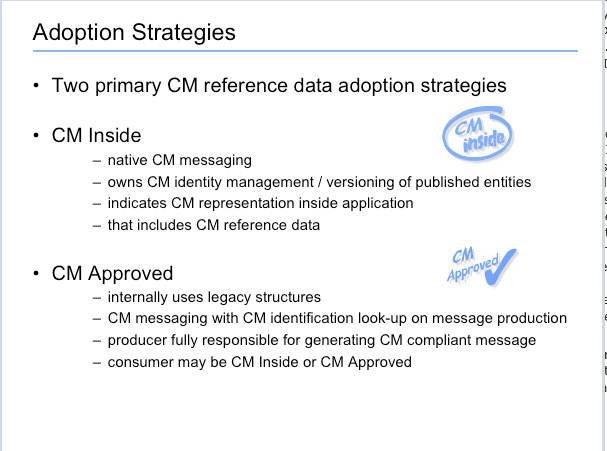 Adoption Strategies
• Two primary CM reference data adoption strategies
• CM Inside
CM
inside
– native CM messaging
– owns CM identity management / versioning of published entities
– indicates CM representation inside application
– that includes CM reference data
• CM Approved
CM
Approved
– internally uses legacy structures
– CM messaging with CM identification look-up on message production
– producer fully responsible for generating CM compliant message
– consumer may be CM Inside or CM Approved